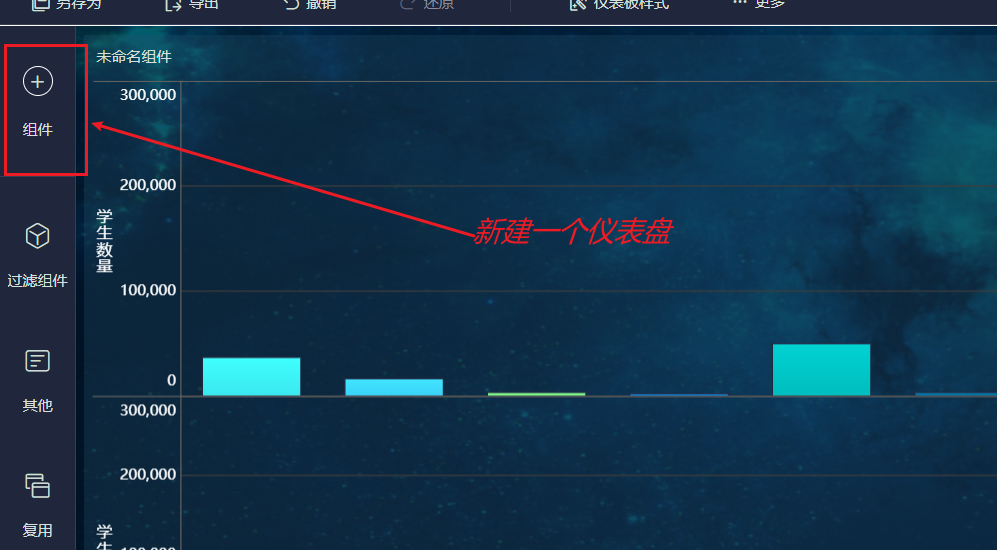 另存为 导出 撤销 还原 仪表板样式 更多
组件
过滤组件
其他
复用
未命名组件
300,000
200,000
100,000
0
学生数量
新建一个仪表盘
300,000
200,000
100,000
学生